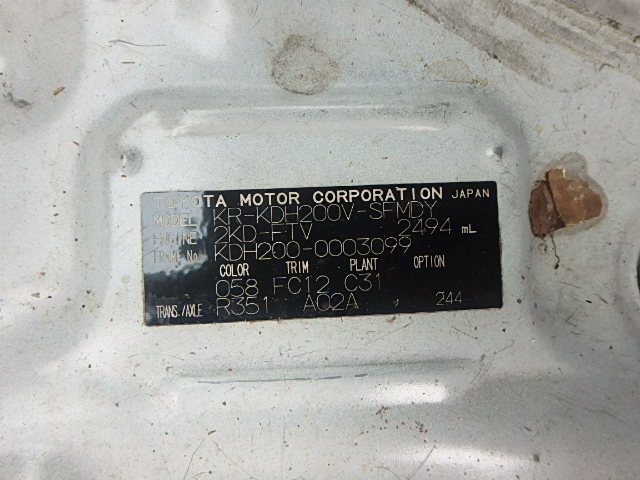 TOYOTA MOTOR CORPORATION JAPAN
MODEL KR-KDH200V-SFMDY
ENGINE 2KD-FTV 2494 mL
FRAME No. KDH200-0003099
COLOR TRIM PLANT OPTION
058 FC12 C31
TRANS./AXLE R351 A02A 244